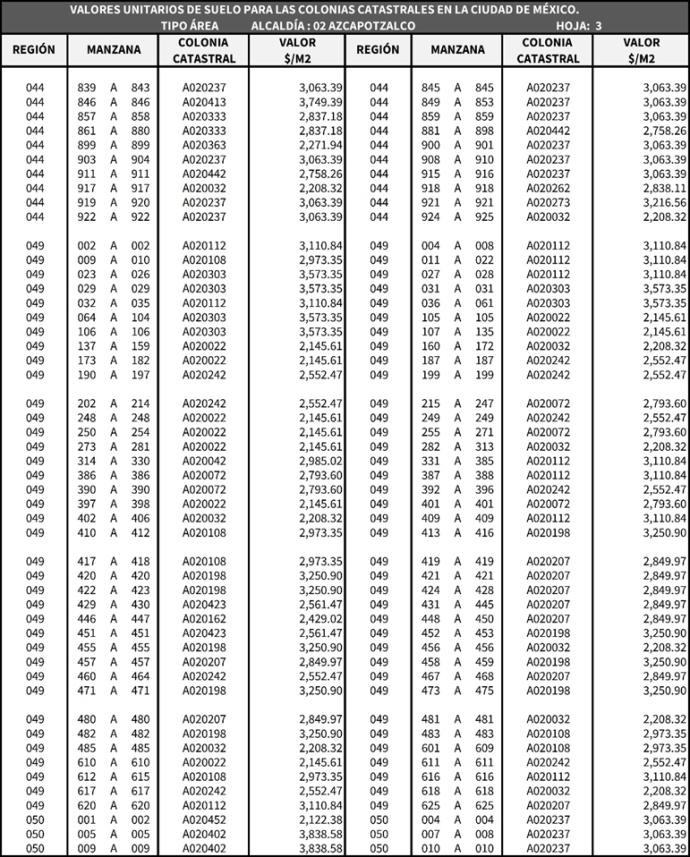 VALORES UNITARIOS DE SUELO PARA LAS COLONIAS CATASTRALES EN LA CIUDAD DE MÉXICO.
TIPO ÁREA ALCALDÍA : 02 AZCAPOTZALCO HOJA: 3
REGIÓN MANZANA COLONIA CATASTRAL VALOR $/M2 REGIÓN MANZANA COLONIA CATASTRAL VALOR $/M2
044 839 A 843 A020237 3,063.39 044 845 A 845 A020237 3,063.39
044 846 A 846 A020413 3,749.39 044 849 A 853 A020237 3,063.39
044 857 A 858 A020333 2,837.18 044 859 A 859 A020237 3,063.39
044 861 A 880 A020333 2,837.18 044 881 A 898 A020442 2,758.26
044 899 A 899 A020363 2,271.94 044 900 A 901 A020237 3,063.39
044 903 A 904 A020237 3,063.39 044 908 A 910 A020237 3,063.39
044 911 A 911 A020442 2,758.26 044 915 A 916 A020237 3,063.39
044 917 A 917 A020032 2,208.32 044 918 A 918 A020262 2,838.11
044 919 A 920 A020237 3,063.39 044 921 A 921 A020273 3,216.56
044 922 A 922 A020237 3,063.39 044 924 A 925 A020032 2,208.32
049 002 A 002 A020112 3,110.84 049 004 A 008 A020112 3,110.84
049 009 A 010 A020108 2,973.35 049 011 A 022 A020112 3,110.84
049 023 A 026 A020303 3,573.35 049 027 A 028 A020112 3,110.84
049 029 A 029 A020303 3,573.35 049 031 A 031 A020303 3,573.35
049 032 A 035 A020112 3,110.84 049 036 A 061 A020303 3,573.35
049 064 A 104 A020303 3,573.35 049 105 A 105 A020022 2,145.61
049 106 A 106 A020303 3,573.35 049 107 A 135 A020022 2,145.61
049 137 A 159 A020022 2,145.61 049 160 A 172 A020032 2,208.32
049 173 A 182 A020022 2,145.61 049 187 A 187 A020242 2,552.47
049 190 A 197 A020242 2,552.47 049 199 A 199 A020242 2,552.47
049 202 A 214 A020242 2,552.47 049 215 A 247 A020072 2,793.60
049 248 A 248 A020022 2,145.61 049 249 A 249 A020242 2,552.47
049 250 A 254 A020022 2,145.61 049 255 A 271 A020072 2,793.60
049 273 A 281 A020022 2,145.61 049 282 A 313 A020032 2,208.32
049 314 A 330 A020042 2,985.02 049 331 A 385 A020112 3,110.84
049 386 A 386 A020072 2,793.60 049 387 A 388 A020112 3,110.84
049 390 A 390 A020072 2,793.60 049 392 A 396 A020242 2,552.47
049 397 A 398 A020022 2,145.61 049 401 A 401 A020072 2,793.60
049 402 A 406 A020032 2,208.32 049 409 A 409 A020112 3,110.84
049 410 A 412 A020108 2,973.35 049 413 A 416 A020198 3,250.90
049 417 A 418 A020108 2,973.35 049 419 A 419 A020207 2,849.97
049 420 A 420 A020198 3,250.90 049 421 A 421 A020207 2,849.97
049 422 A 423 A020198 3,250.90 049 424 A 428 A020207 2,849.97
049 429 A 430 A020423 2,561.47 049 431 A 445 A020207 2,849.97
049 446 A 447 A020162 2,429.02 049 448 A 450 A020207 2,849.97
049 451 A 451 A020423 2,561.47 049 452 A 453 A020198 3,250.90
049 455 A 455 A020198 3,250.90 049 456 A 456 A020032 2,208.32
049 457 A 457 A020207 2,849.97 049 458 A 459 A020198 3,250.90
049 460 A 464 A020242 2,552.47 049 467 A 468 A020207 2,849.97
049 471 A 471 A020198 3,250.90 049 473 A 475 A020198 3,250.90
049 480 A 480 A020207 2,849.97 049 481 A 481 A020032 2,208.32
049 482 A 482 A020198 3,250.90 049 483 A 483 A020108 2,973.35
049 485 A 485 A020032 2,208.32 049 601 A 609 A020108 2,973.35
049 610 A 610 A020022 2,145.61 049 611 A 611 A020242 2,552.47
049 612 A 615 A020108 2,973.35 049 616 A 616 A020112 3,110.84
049 617 A 617 A020242 2,552.47 049 618 A 618 A020032 2,208.32
049 620 A 620 A020112 3,110.84 049 625 A 625 A020207 2,849.97
050 001 A 002 A020452 2,122.38 050 004 A 004 A020237 3,063.39
050 005 A 005 A020402 3,838.58 050 007 A 008 A020237 3,063.39
050 009 A 009 A020402 3,838.58 050 010 A 010 A020237 3,063.39